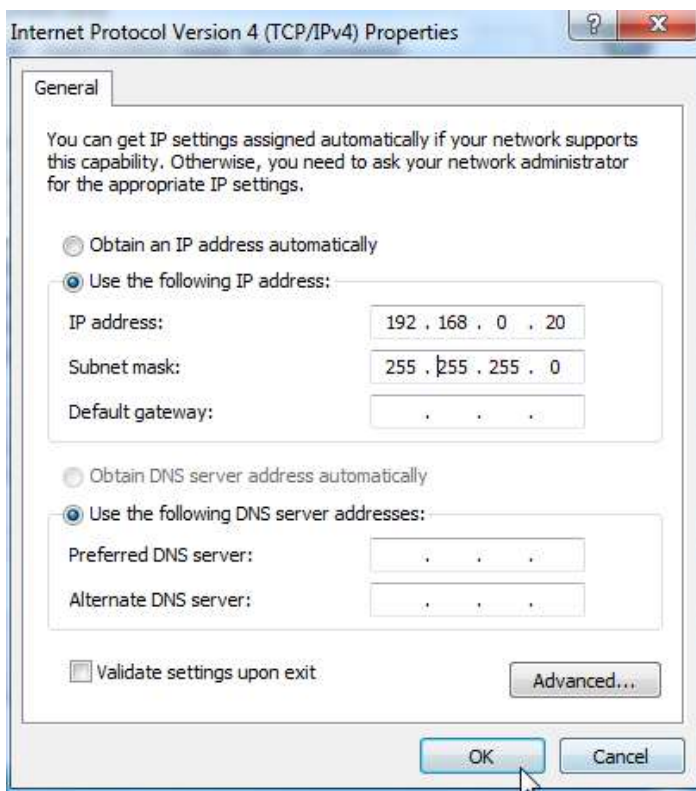 Internet Protocol Version 4 (TCP/IPv4) Properties
General
You can get IP settings assigned automatically if your network supports
this capability. Otherwise, you need to ask your network administrator
for the appropriate IP settings.
Obtain an IP address automatically
Use the following IP address:
IP address: 192 . 168 . 0 . 20
Subnet mask: 255 . 255 . 255 . 0
Default gateway: . . .
Obtain DNS server address automatically
Use the following DNS server addresses:
Preferred DNS server: . . .
Alternate DNS server: . . .
Validate settings upon exit
Advanced...
OK Cancel